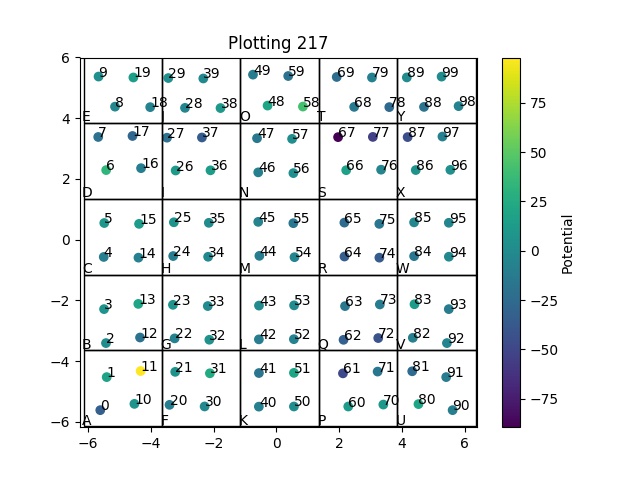 Plotting 217
6
9 19 29 39 49 59 69 79 89 99
8 18 28 38 48 58 68 78 88 98
E J O T Y
4
7 17 27 37 47 57 67 77 87 97
6 16 26 36 46 56 66 76 86 96
2
D I N S X
5 15 25 35 45 55 65 75 85 95
0
4 14 24 34 44 54 64 74 84 94
C H M R W
−2
3 13 23 33 43 53 63 73 83 93
2 12 22 32 42 52 62 72 82 92
B G L Q V
−4
1 11 21 31 41 51 61 71 81 91
0 10 20 30 40 50 60 70 80 90
−6
A F K P U
−6 −4 −2 0 2 4 6
75
50
25
0
−25
−50
−75
Potential